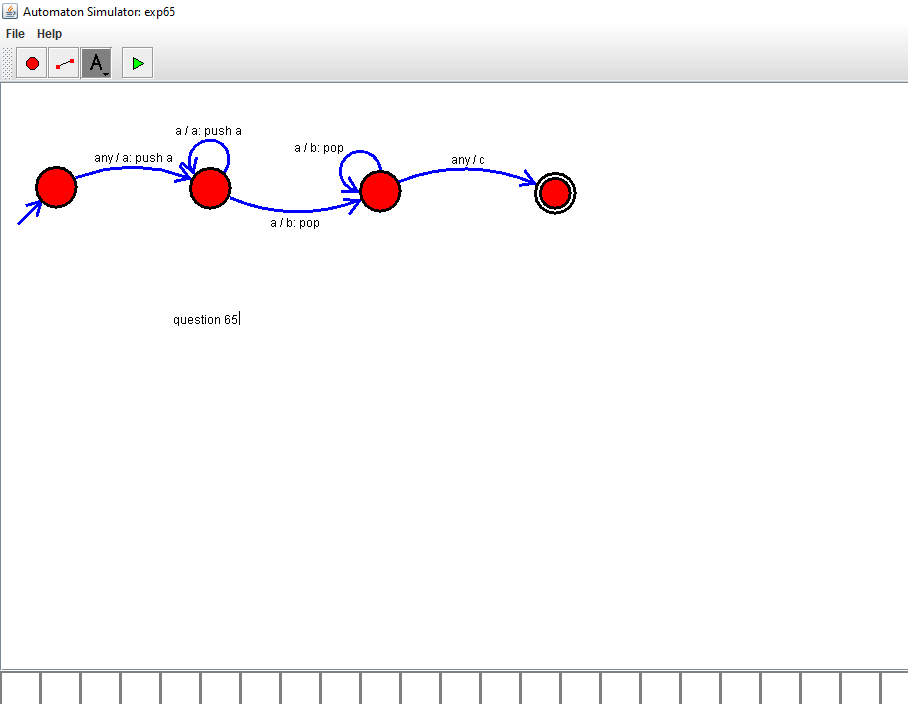 Automaton Simulator: exp65
File Help
A
a / a: push a
a / b: pop
any / a: push a
any / c
a / b: pop
question 65